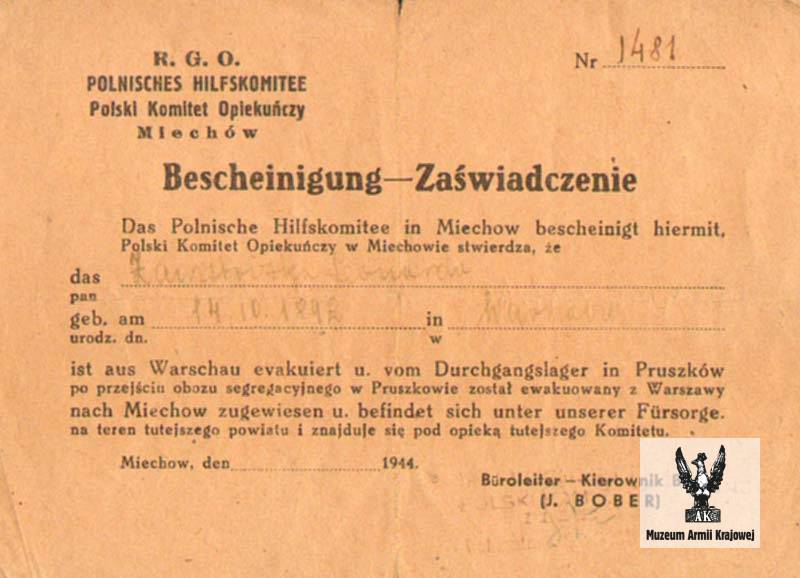 R. G. O.
POLNISCHES HILFSKOMITEE
Polski Komitet Opiekuńczy
Miechów
Nr 1481
Bescheinigung—Zaświadczenie
Das Polnische Hilfskomitee in Miechow bescheinigt hiermit,
Polski Komitet Opiekuńczy w Miechowie stwierdza, że
das
pan
geb. am 14. in
urodz. dn. w
ist aus Warschau evakuiert u. vom Durchgangslager in Pruszków
po przejściu obozu segregacyjnego w Pruszkowie został ewakuowany z Warszawy
nach Miechow zugewiesen u. befindet sich unter unserer Fürsorge.
na teren tutejszego powiatu i znajduje się pod opieką tutejszego Komitetu.
Miechow, den 1944.
Büroleiter — Kierownik
(J. BOBER)
AK
Muzeum Armii Krajowej